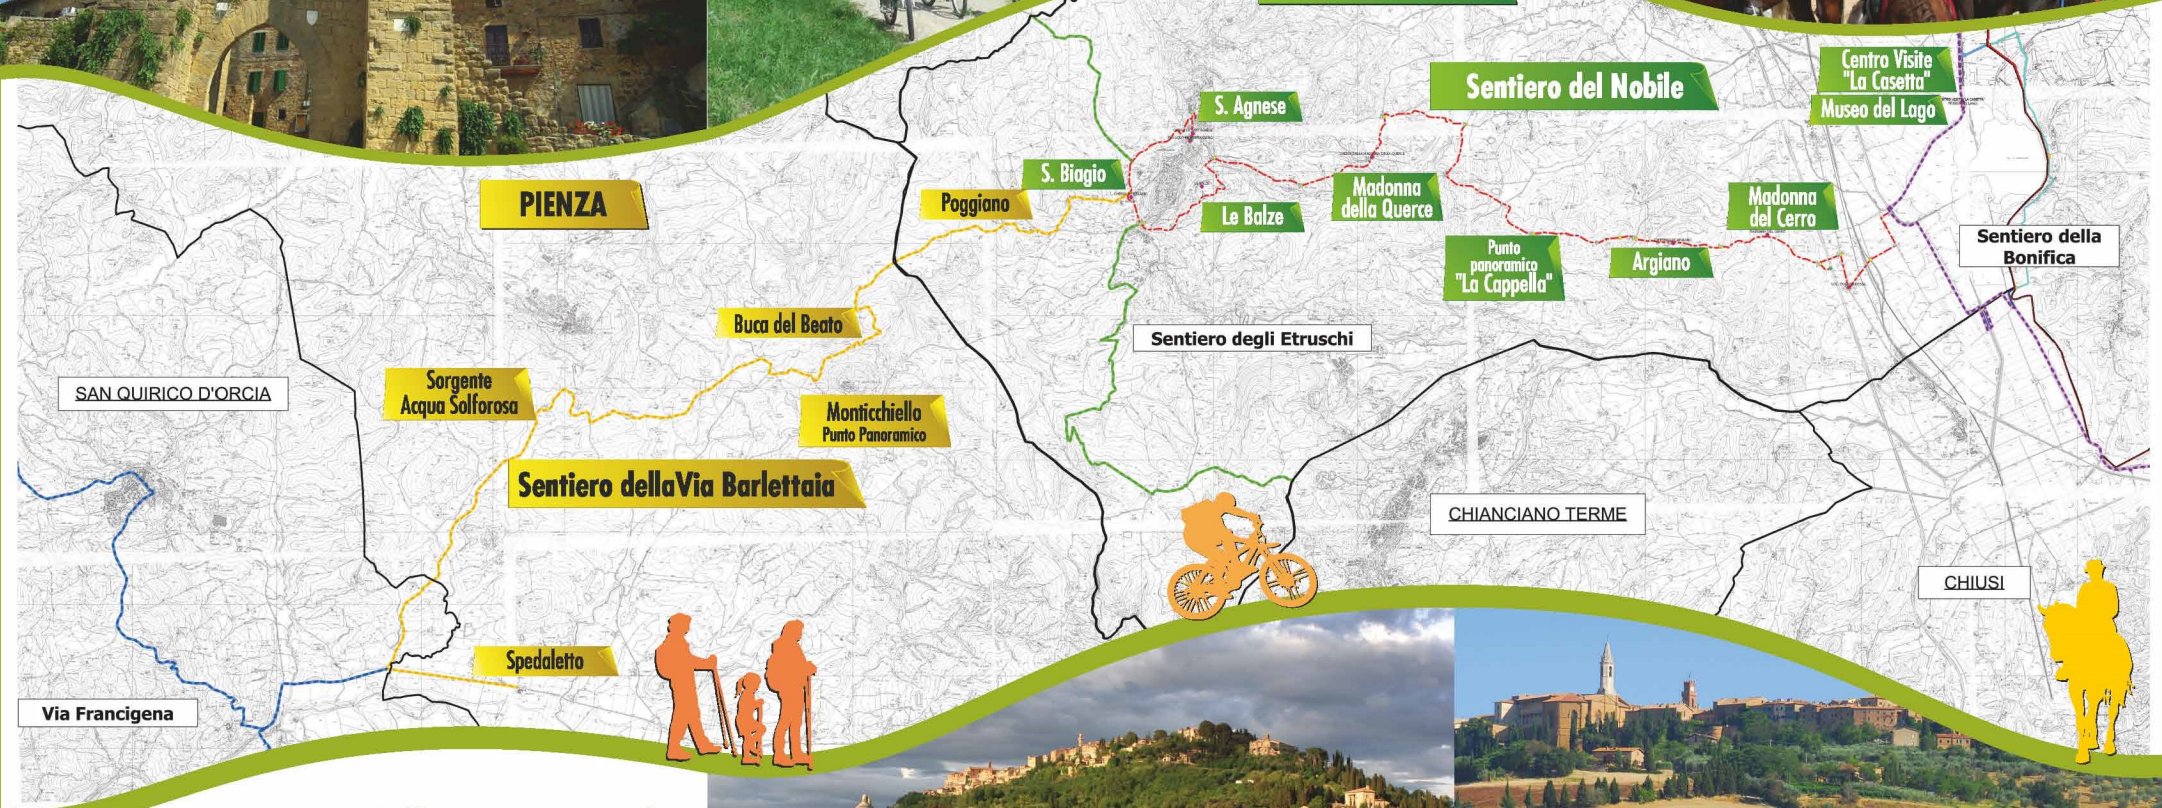 Centro Visite
"La Casetta"
Museo del Lago
Sentiero del Nobile
S. Agnese
S. Biagio
PIENZA
Poggiano
Madonna
della Querce
Madonna
del Cerro
Le Balze
Sentiero della
Bonifica
Punto
panoramico
"La Cappella"
Argiano
Buca del Beato
Sentiero degli Etruschi
SAN QUIRICO D'ORCIA
Sorgente
Acqua Solforosa
Monticchiello
Punto Panoramico
Sentiero dellaVia Barlettaia
CHIANCIANO TERME
CHIUSI
Spedaletto
Via Francigena